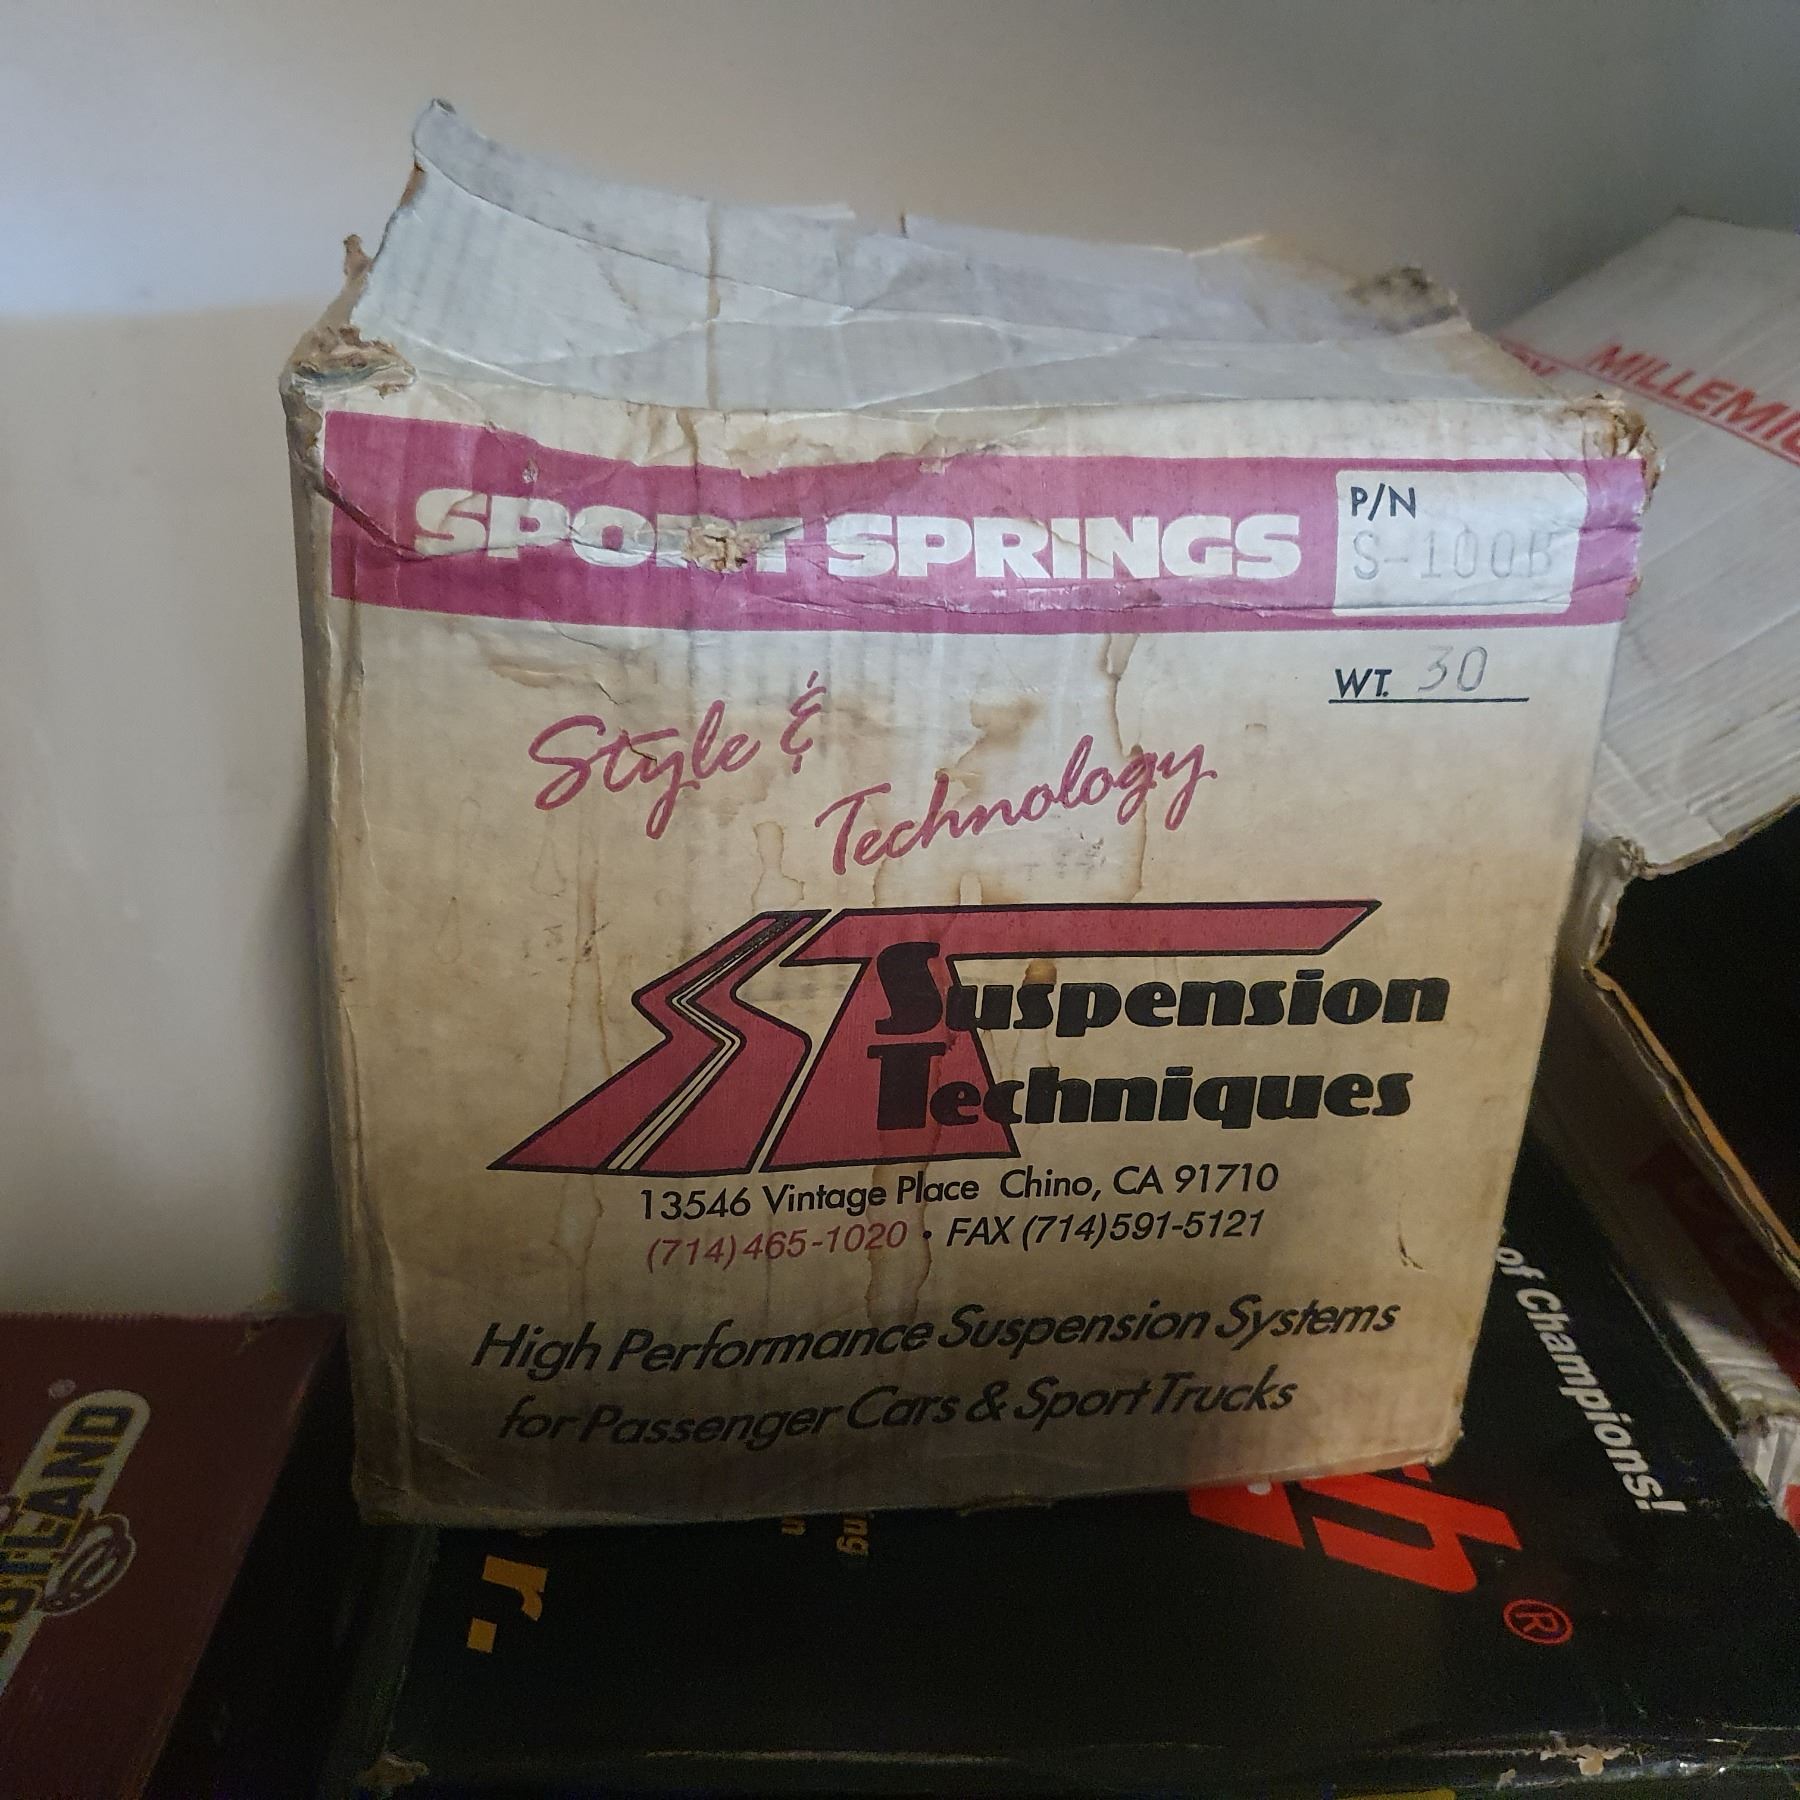 SPORT SPRINGS
P/N
S-100B
WT. 30
Style &
Technology
Suspension
Techniques
13546 Vintage Place Chino, CA 91710
(714)465-1020 • FAX (714)591-5121
High Performance Suspension Systems
for Passenger Cars & Sport Trucks
of Champions!
r.
ing
n
®